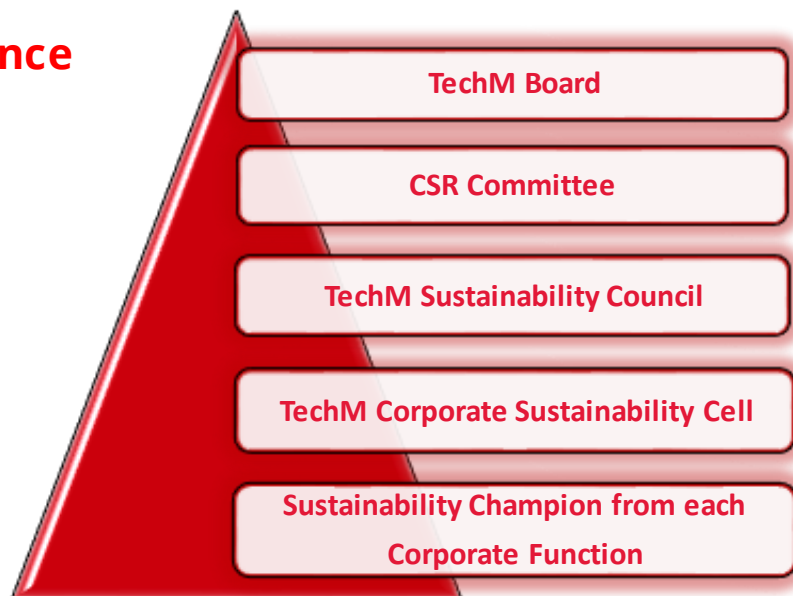 nce
TechM Board
CSR Committee
TechM Sustainability Council
TechM Corporate Sustainability Cell
Sustainability Champion from each
Corporate Function